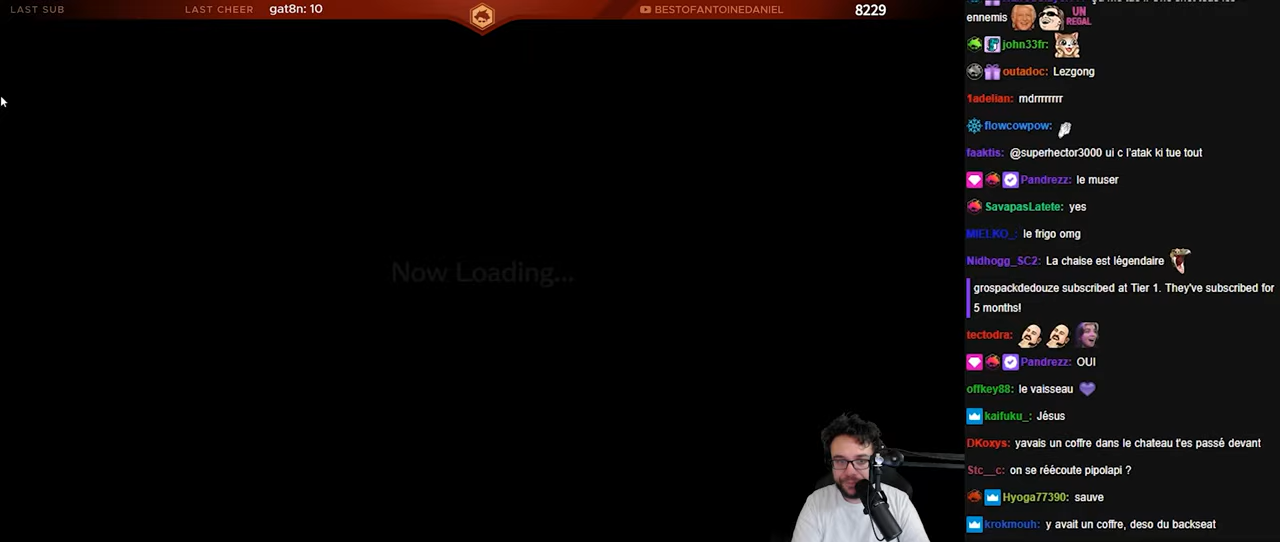 LAST SUB
LAST CHEER gat8n: 10
BESTOFANTOINEDANIEL
8229
Now Loading...
ennemis
UN REGAL
john33fr:
outadoc: Lezgong
1adelian: mdrrrrrrrr
flowcowpow:
faaktis: @superhector3000 ui c l'atak ki tue tout
Pandrezz: le muser
SavapasLatete: yes
MIELKO_: le frigo omg
Nidhogg_SC2: La chaise est légendaire
grospackdedouze subscribed at Tier 1. They've subscribed for
5 months!
tectodra:
Pandrezz: OUI
offkey88: le vaisseau
kaifuku_: Jésus
DKoxys: yavais un coffre dans le chateau t'es passé devant
Stc__c: on se réécoute pipolapi ?
Hyoga77390: sauve
krokmouh: y avait un coffre, deso du backseat